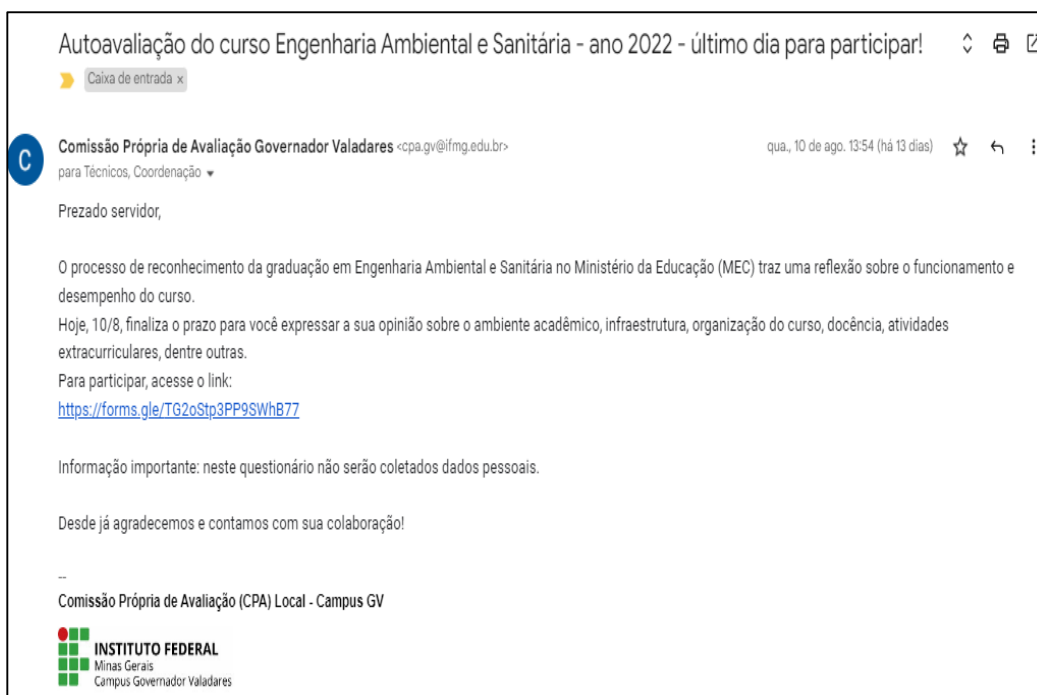 Autoavaliação do curso Engenharia Ambiental e Sanitária - ano 2022 - último dia para participar!
Caixa de entrada x
C
Comissão Própria de Avaliação Governador Valadares <cpa.gv@ifmg.edu.br>
qua., 10 de ago. 13:54 (há 13 dias)
para Técnicos, Coordenação
Prezado servidor,
O processo de reconhecimento da graduação em Engenharia Ambiental e Sanitária no Ministério da Educação (MEC) traz uma reflexão sobre o funcionamento e
desempenho do curso.
Hoje, 10/8, finaliza o prazo para você expressar a sua opinião sobre o ambiente acadêmico, infraestrutura, organização do curso, docência, atividades
extracurriculares, dentre outras.
Para participar, acesse o link:
https://forms.gle/TG2oStp3PP9SWhB77
Informação importante: neste questionário não serão coletados dados pessoais.
Desde já agradecemos e contamos com sua colaboração!
--
Comissão Própria de Avaliação (CPA) Local - Campus GV
INSTITUTO FEDERAL
Minas Gerais
Campus Governador Valadares